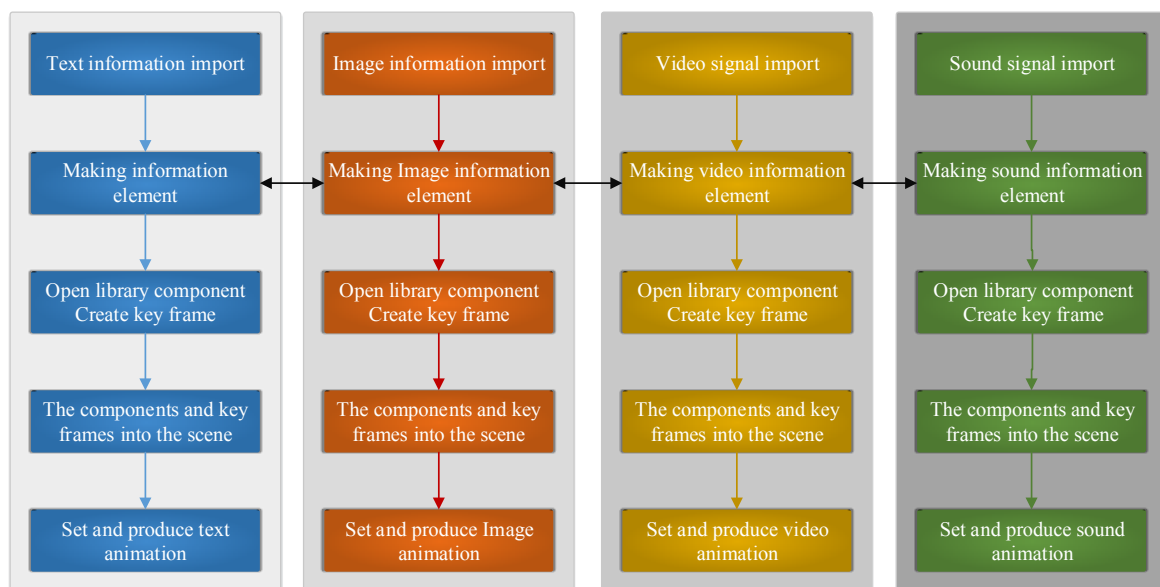 Text information import
Making information
element
Open library component
Create key frame
The components and key
frames into the scene
Set and produce text
animation
Image information import
Making Image information
element
Open library component
Create key frame
The components and key
frames into the scene
Set and produce Image
animation
Video signal import
Making video information
element
Open library component
Create key frame
The components and key
frames into the scene
Set and produce video
animation
Sound signal import
Making sound information
element
Open library component
Create key frame
The components and key
frames into the scene
Set and produce sound
animation